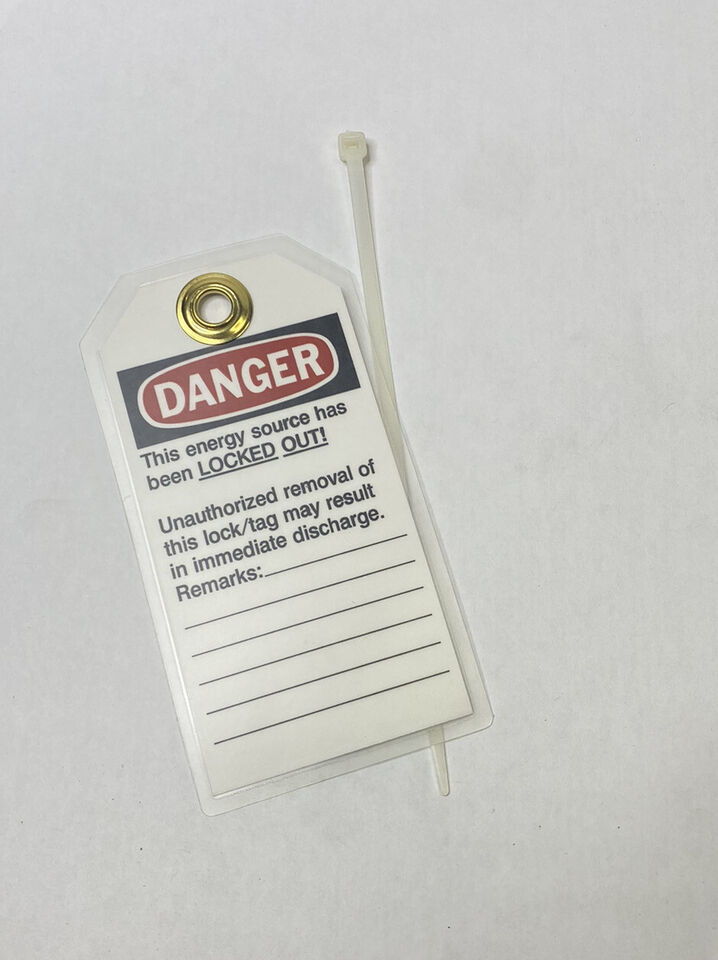 DANGER
This energy source has
been LOCKED OUT!
Unauthorized removal of
this lock/tag may result
in immediate discharge.
Remarks: